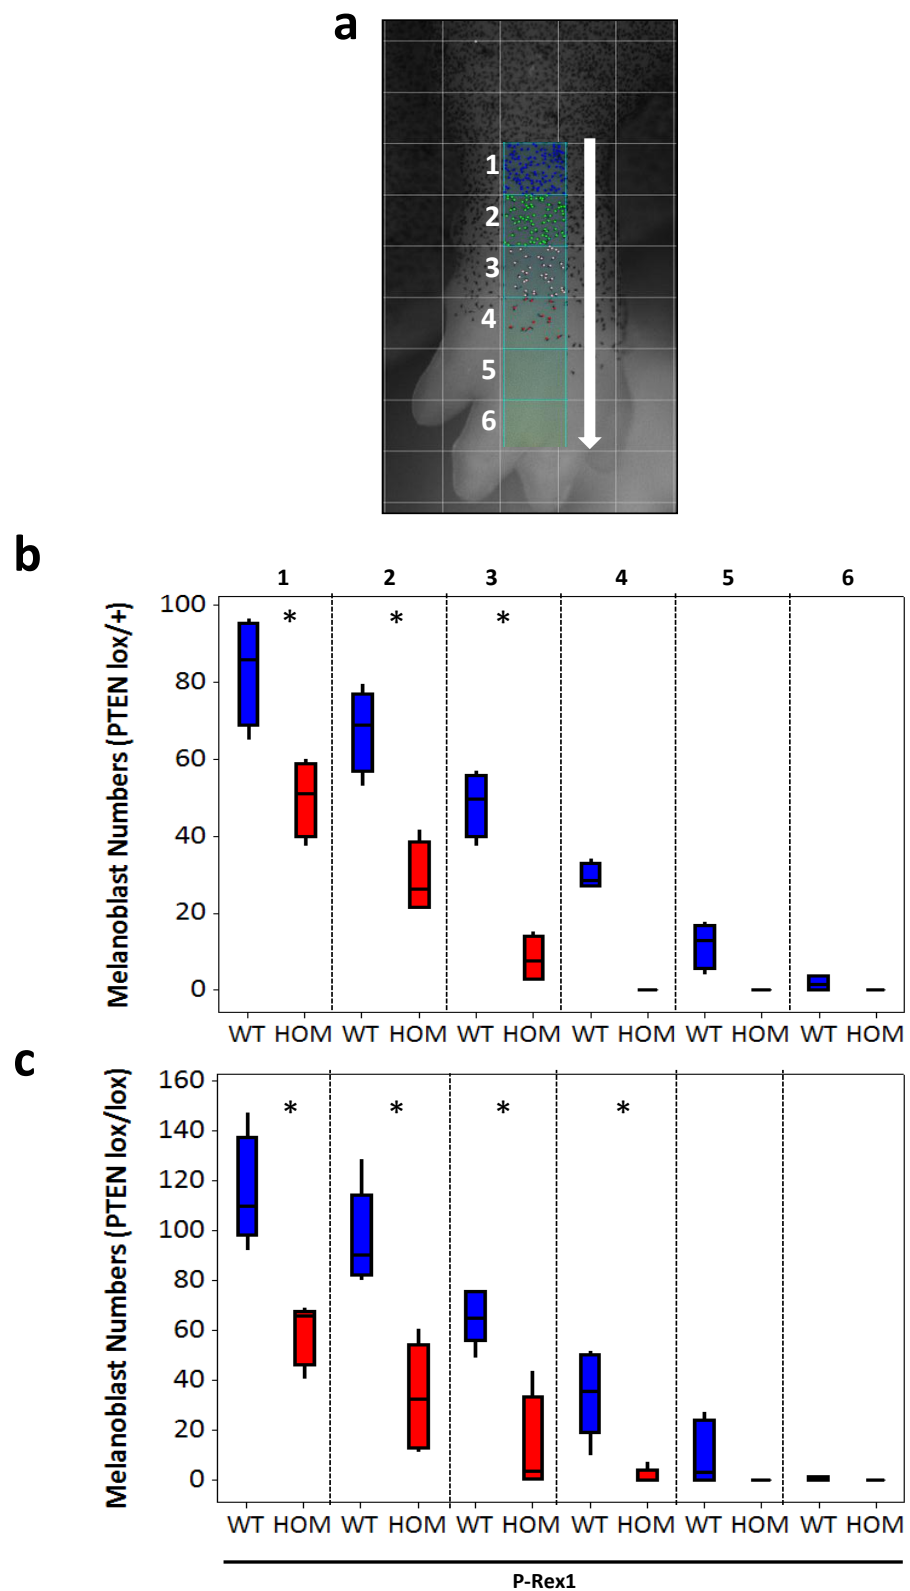 a
1
2
3
4
5
6
b
1 2 3 4 5 6
Melanoblast Numbers (PTEN lox/+)
100
80
60
40
20
0
* * *
WT HOM WT HOM WT HOM WT HOM WT HOM WT HOM
c
Melanoblast Numbers (PTEN lox/lox)
160
140
120
100
80
60
40
20
0
* * * *
WT HOM WT HOM WT HOM WT HOM WT HOM WT HOM
P-Rex1